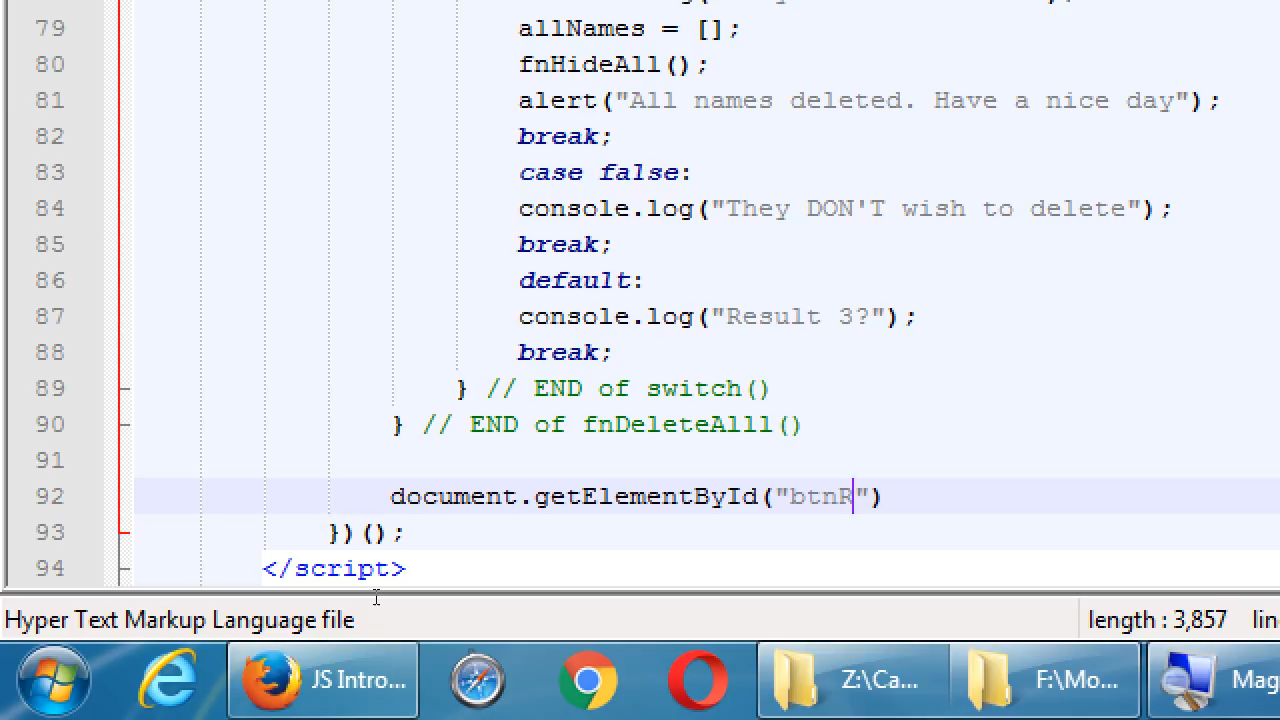 79 allNames = [];
80 fnHideAll();
81 alert("All names deleted. Have a nice day");
82 break;
83 case false:
84 console.log("They DON'T wish to delete");
85 break;
86 default:
87 console.log("Result 3?");
88 break;
89 } // END of switch()
90 } // END of fnDeleteAlll()
91
92 document.getElementById("btnR")
93 })();
94 </script>
Hyper Text Markup Language file length : 3,857 lin
JS Intro... Z:\Ca... F:\Mo... Mag